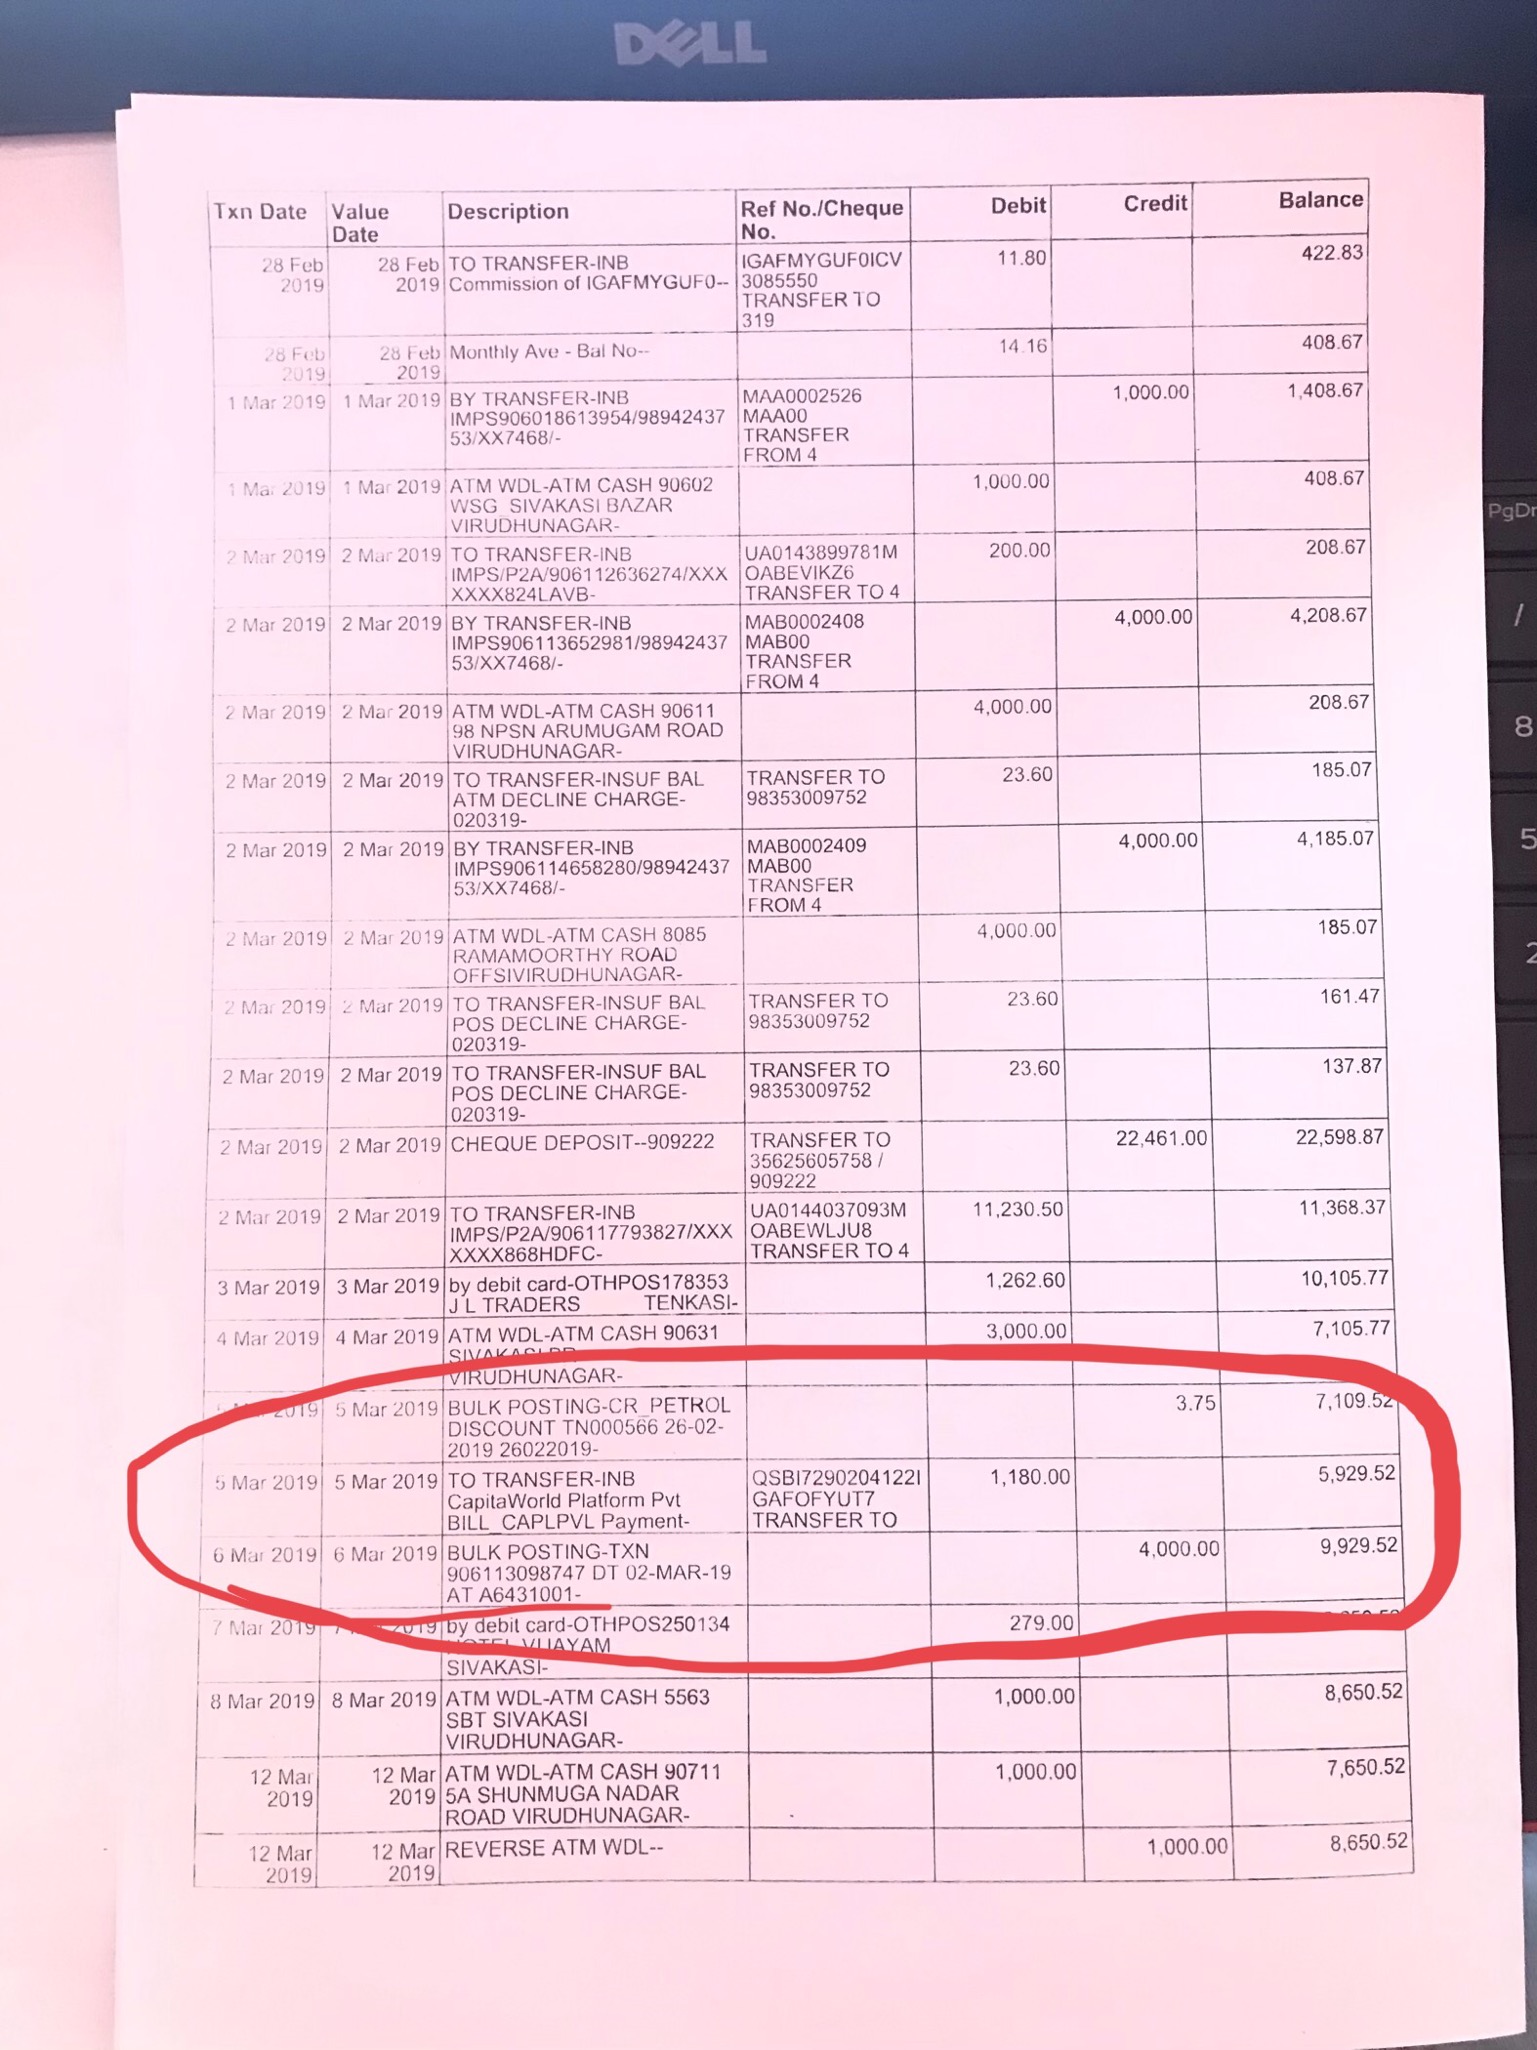 DELL
Txn Date Value Date Description Ref No./Cheque No. Debit Credit Balance
28 Feb 2019 28 Feb 2019 TO TRANSFER-INB Commission of IGAFMYGUF0-- IGAFMYGUF0ICV 3085550 TRANSFER TO 319 11.80 422.83
28 Feb 2019 28 Feb 2019 Monthly Ave - Bal No-- 14.16 408.67
1 Mar 2019 1 Mar 2019 BY TRANSFER-INB IMPS906018613954/98942437 53/XX7468/- MAA0002526 MAA00 TRANSFER FROM 4 1,000.00 1,408.67
1 Mar 2019 1 Mar 2019 ATM WDL-ATM CASH 90602 WSG_SIVAKASI BAZAR VIRUDHUNAGAR- 1,000.00 408.67
2 Mar 2019 2 Mar 2019 TO TRANSFER-INB IMPS/P2A/906112636274/XXX XXXX824LAVB- UA0143899781M OABEVIKZ6 TRANSFER TO 4 200.00 208.67
2 Mar 2019 2 Mar 2019 BY TRANSFER-INB IMPS906113652981/98942437 53/XX7468/- MAB0002408 MAB00 TRANSFER FROM 4 4,000.00 4,208.67
2 Mar 2019 2 Mar 2019 ATM WDL-ATM CASH 90611 98 NPSN ARUMUGAM ROAD VIRUDHUNAGAR- 4,000.00 208.67
2 Mar 2019 2 Mar 2019 TO TRANSFER-INSUF BAL ATM DECLINE CHARGE- 020319- TRANSFER TO 98353009752 23.60 185.07
2 Mar 2019 2 Mar 2019 BY TRANSFER-INB IMPS906114658280/98942437 53/XX7468/- MAB0002409 MAB00 TRANSFER FROM 4 4,000.00 4,185.07
2 Mar 2019 2 Mar 2019 ATM WDL-ATM CASH 8085 RAMAMOORTHY ROAD OFFSIVIRUDHUNAGAR- 4,000.00 185.07
2 Mar 2019 2 Mar 2019 TO TRANSFER-INSUF BAL POS DECLINE CHARGE- 020319- TRANSFER TO 98353009752 23.60 161.47
2 Mar 2019 2 Mar 2019 TO TRANSFER-INSUF BAL POS DECLINE CHARGE- 020319- TRANSFER TO 98353009752 23.60 137.87
2 Mar 2019 2 Mar 2019 CHEQUE DEPOSIT--909222 TRANSFER TO 35625605758 / 909222 22,461.00 22,598.87
2 Mar 2019 2 Mar 2019 TO TRANSFER-INB IMPS/P2A/906117793827/XXX XXXX868HDFC- UA0144037093M OABEWLJU8 TRANSFER TO 4 11,230.50 11,368.37
3 Mar 2019 3 Mar 2019 by debit card-OTHPOS178353 J L TRADERS TENKASI- 1,262.60 10,105.77
4 Mar 2019 4 Mar 2019 ATM WDL-ATM CASH 90631 SIVAKASI VIRUDHUNAGAR- 3,000.00 7,105.77
5 Mar 2019 5 Mar 2019 BULK POSTING-CR_PETROL DISCOUNT TN000566 26-02- 2019 26022019- 3.75 7,109.52
5 Mar 2019 5 Mar 2019 TO TRANSFER-INB CapitaWorld Platform Pvt BILL_CAPLPVL Payment- QSBI7290204122I GAFOFYUT7 TRANSFER TO 1,180.00 5,929.52
6 Mar 2019 6 Mar 2019 BULK POSTING-TXN 906113098747 DT 02-MAR-19 AT A6431001- 4,000.00 9,929.52
7 Mar 2019 7 Mar 2019 by debit card-OTHPOS250134 HOTEL VIJAYAM SIVAKASI- 279.00
8 Mar 2019 8 Mar 2019 ATM WDL-ATM CASH 5563 SBT SIVAKASI VIRUDHUNAGAR- 1,000.00 8,650.52
12 Mar 2019 12 Mar 2019 ATM WDL-ATM CASH 90711 5A SHUNMUGA NADAR ROAD VIRUDHUNAGAR- 1,000.00 7,650.52
12 Mar 2019 12 Mar 2019 REVERSE ATM WDL-- 1,000.00 8,650.52
/
8
5
2